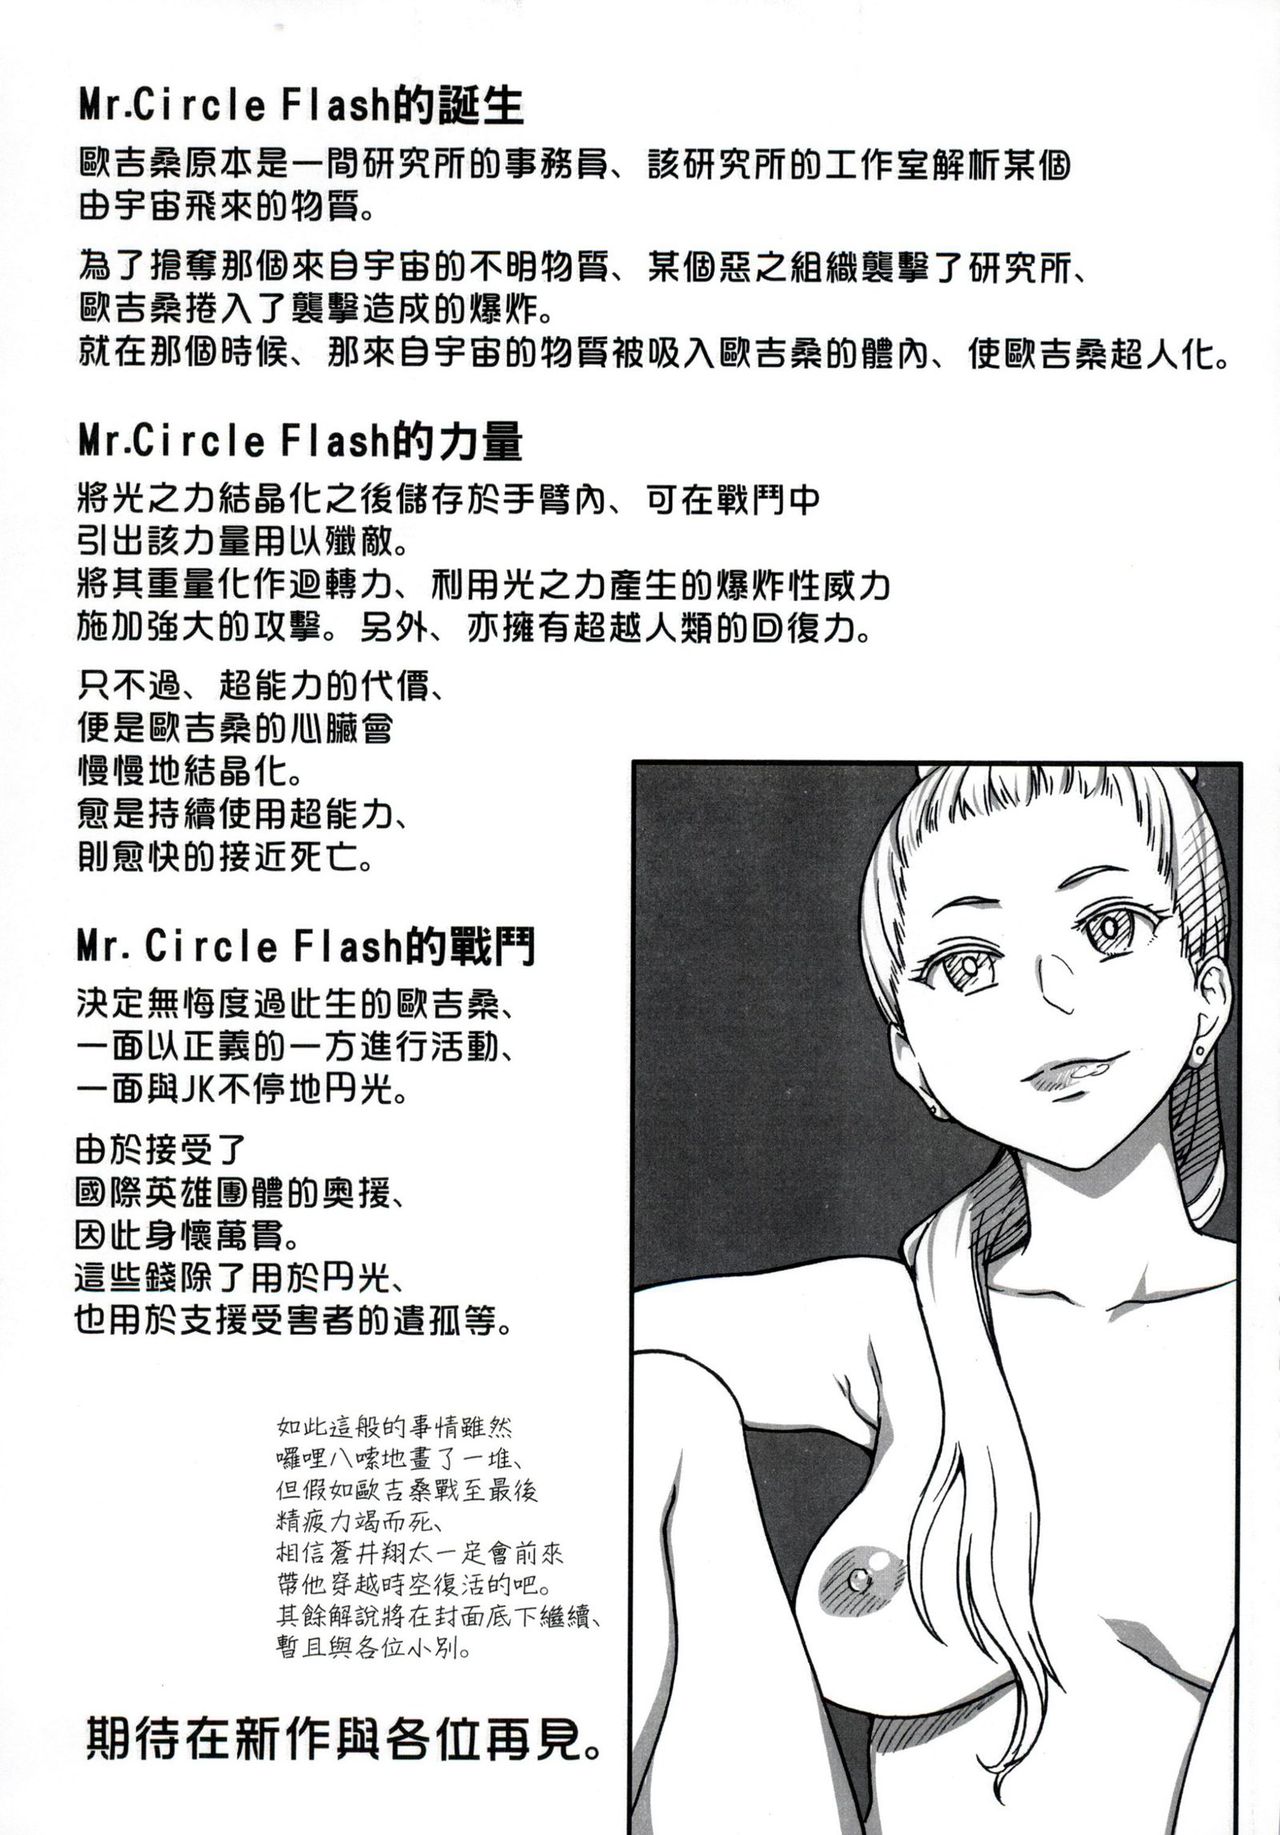 Mr.Circle Flash的誕生
歐吉桑原本是一間研究所的事務員、該研究所的工作室解析某個
由宇宙飛來的物質。
為了搶奪那個來自宇宙的不明物質、某個惡之組織襲擊了研究所、
歐吉桑捲入了襲擊造成的爆炸。
就在那個時候、那來自宇宙的物質被吸入歐吉桑的體內、使歐吉桑超人化。
Mr.Circle Flash的力量
將光之力結晶化之後儲存於手臂內、可在戰鬥中
引出該力量用以殲敵。
將其重量化作迴轉力、利用光之力產生的爆炸性威力
施加強大的攻擊。另外、亦擁有超越人類的回復力。
只不過、超能力的代價、
便是歐吉桑的心臟會
慢慢地結晶化。
愈是持續使用超能力、
則愈快的接近死亡。
Mr. Circle Flash的戰鬥
決定無悔度過此生的歐吉桑、
一面以正義的一方進行活動、
一面與JK不停地円光。
由於接受了
國際英雄團體的奧援、
因此身懷萬貫。
這些錢除了用於円光、
也用於支援受害者的遺孤等。
如此這般的事情雖然
囉哩八嗦地畫了一堆、
但假如歐吉桑戰至最後
精疲力竭而死、
相信蒼井翔太一定會前來
帶他穿越時空復活的吧。
其餘解說將在封面底下繼續、
暫且與各位小別。
期待在新作與各位再見。